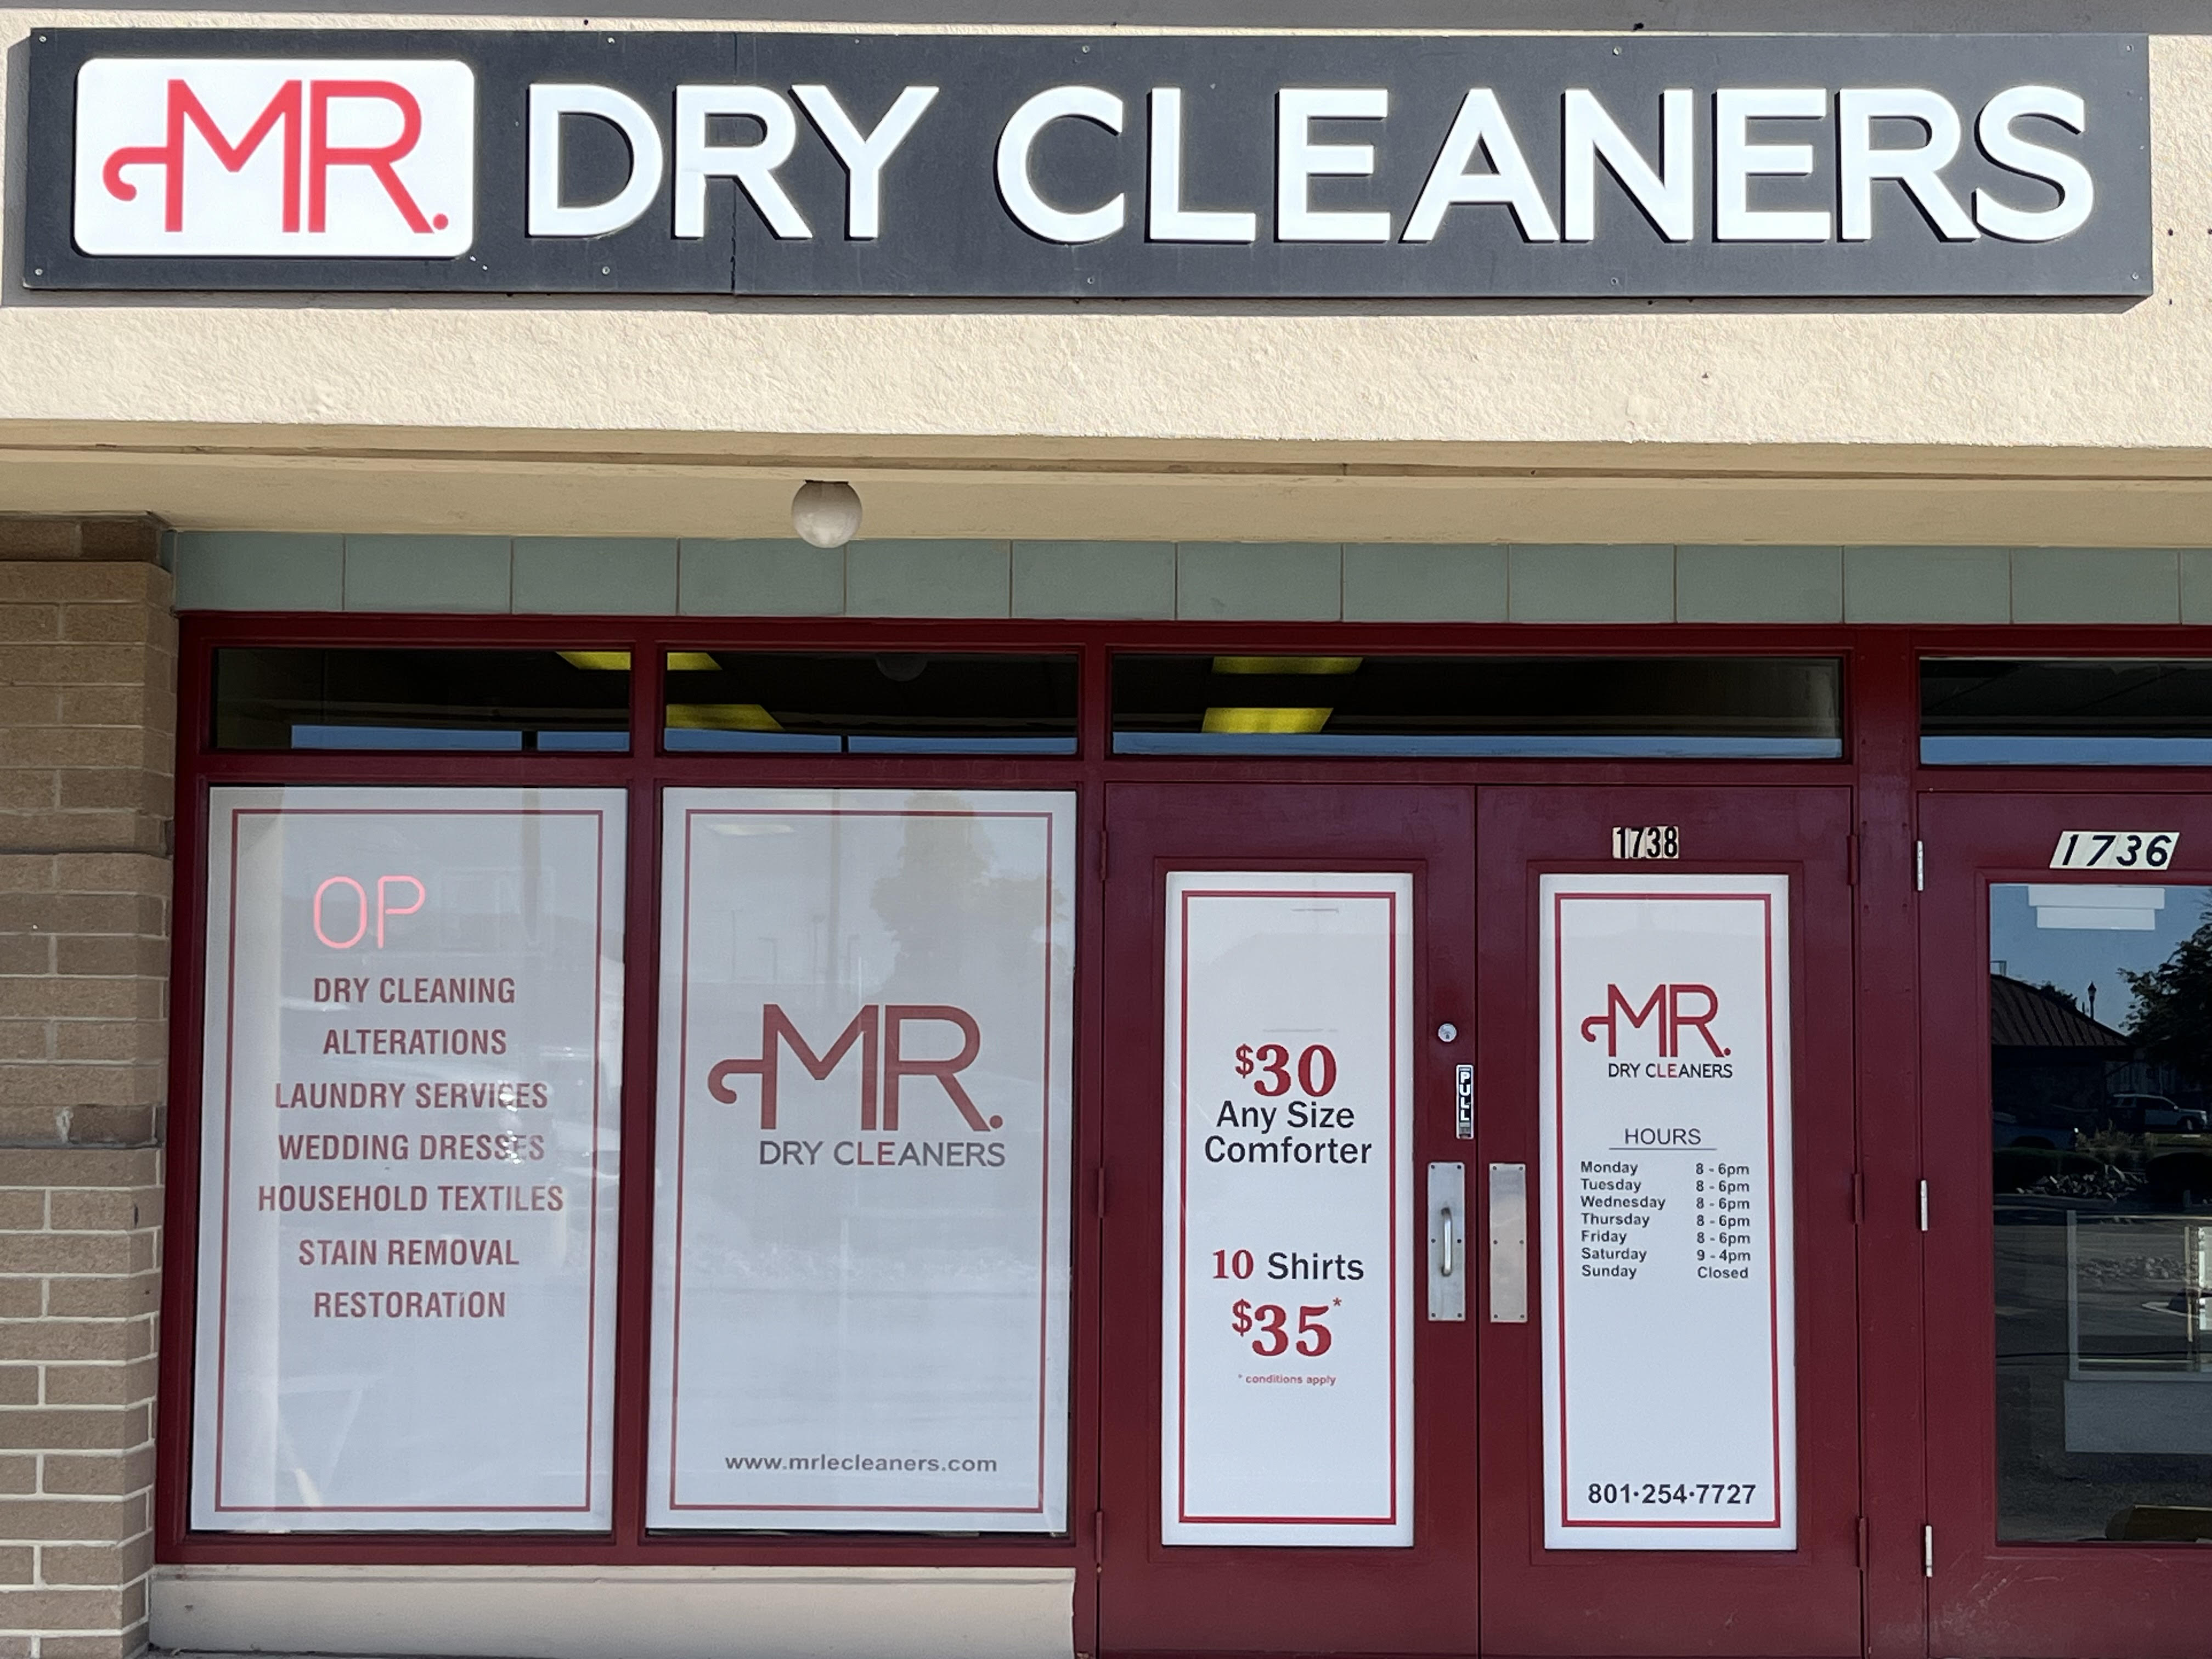 MR. DRY CLEANERS
OP
DRY CLEANING
ALTERATIONS
LAUNDRY SERVICES
WEDDING DRESSES
HOUSEHOLD TEXTILES
STAIN REMOVAL
RESTORATION
MR.
DRY CLEANERS
www.mrlecleaners.com
$30
Any Size
Comforter
10 Shirts
$35*
* conditions apply
PULL
1738
MR.
DRY CLEANERS
HOURS
Monday 8 - 6pm
Tuesday 8 - 6pm
Wednesday 8 - 6pm
Thursday 8 - 6pm
Friday 8 - 6pm
Saturday 9 - 4pm
Sunday Closed
801·254·7727
1736